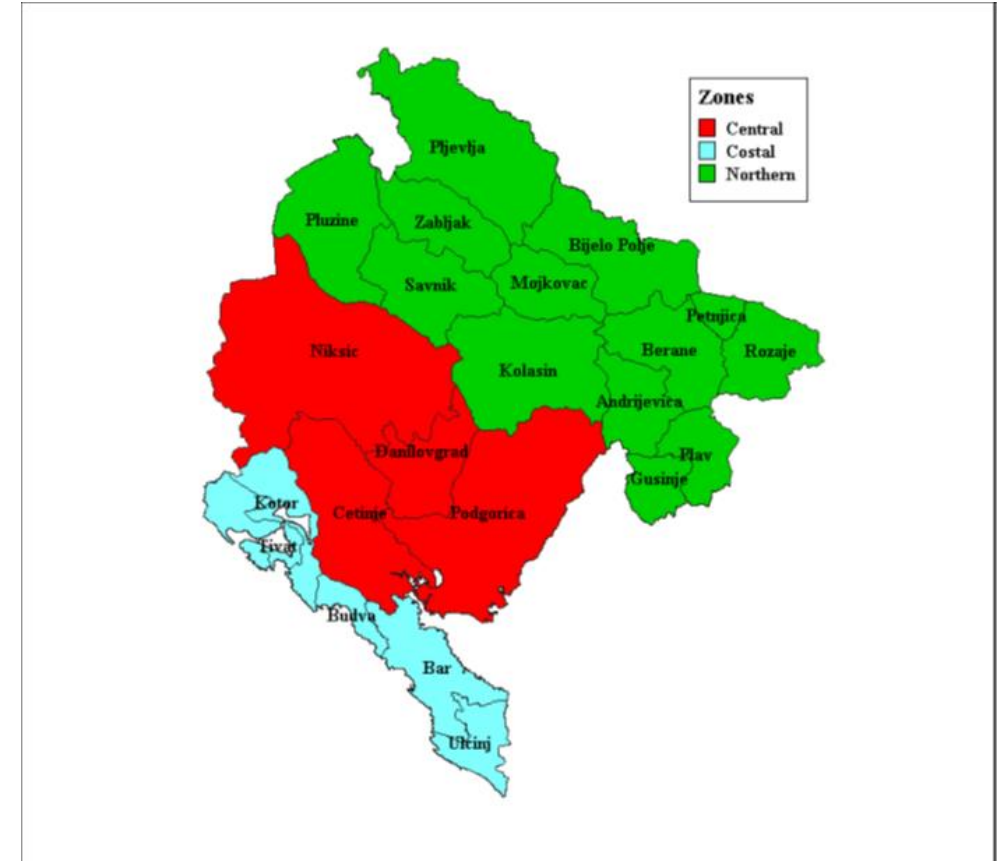 Zones
Central
Costal
Northern
Pljevlja
Pluzine
Zabljak
Bijelo Polje
Savnik
Mojkovac
Petnjica
Niksic
Berane
Rozaje
Kolasin
Andrijevica
Danilovgrad
Plav
Gusinje
Kotor
Cetinje
Podgorica
Tivat
Budva
Bar
Ulcinj